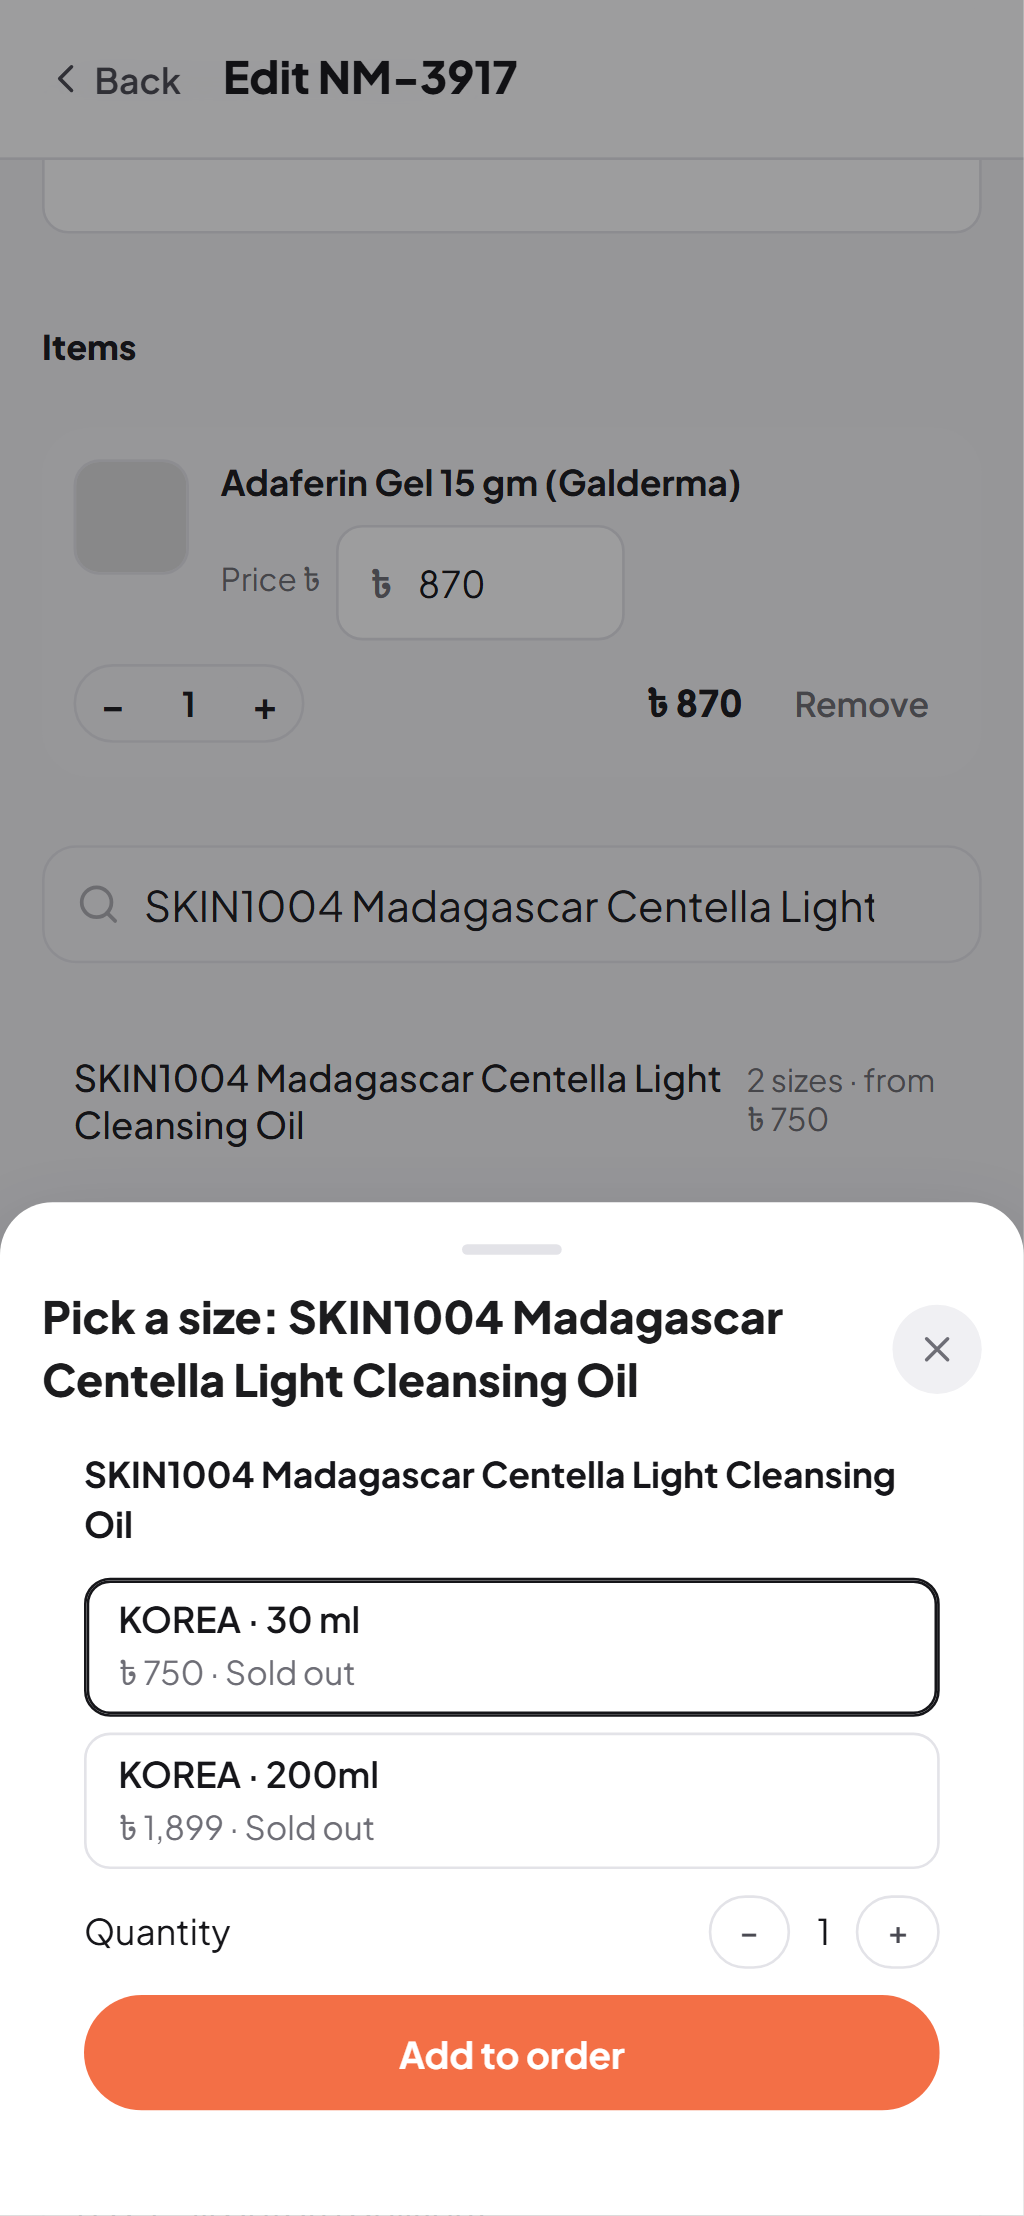 Back Edit NM-3917
Items
Adaferin Gel 15 gm (Galderma)
Price ৳ ৳ 870
- 1 + ৳ 870 Remove
SKIN1004 Madagascar Centella Light
SKIN1004 Madagascar Centella Light 2 sizes · from
Cleansing Oil ৳ 750
Pick a size: SKIN1004 Madagascar
Centella Light Cleansing Oil
SKIN1004 Madagascar Centella Light Cleansing
Oil
KOREA · 30 ml
৳ 750 · Sold out
KOREA · 200ml
৳ 1,899 · Sold out
Quantity - 1 +
Add to order